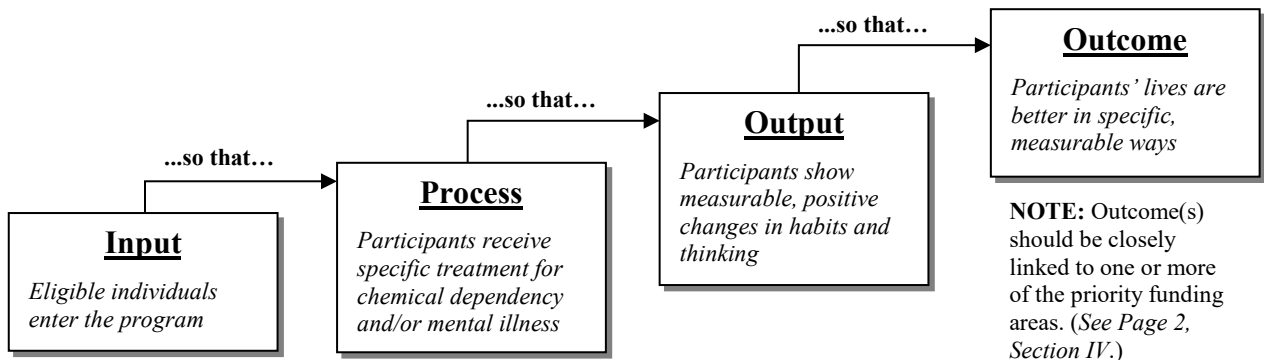 Input
Eligible individuals
enter the program
...so that…
Process
Participants receive
specific treatment for
chemical dependency
and/or mental illness
...so that…
Output
Participants show
measurable, positive
changes in habits and
thinking
...so that…
Outcome
Participants’ lives are
better in specific,
measurable ways
NOTE: Outcome(s)
should be closely
linked to one or more
of the priority funding
areas. (See Page 2,
Section IV.)